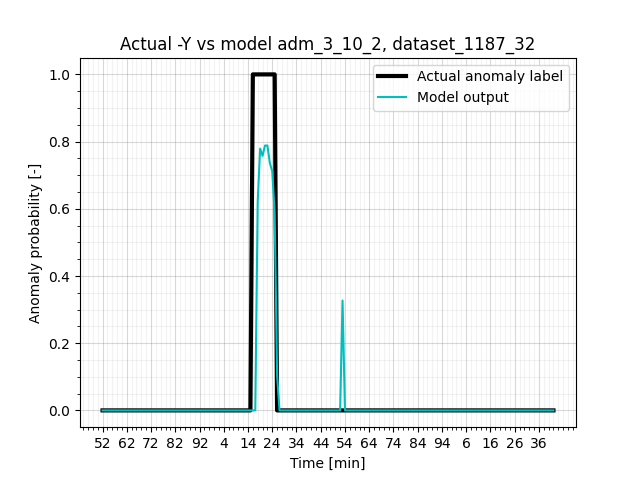 Actual -Y vs model adm_3_10_2, dataset_1187_32
Actual anomaly label
Model output
Anomaly probability [-]
1.0
0.8
0.6
0.4
0.2
0.0
52 62 72 82 92 4 14 24 34 44 54 64 74 84 94 6 16 26 36
Time [min]